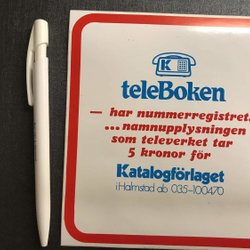 K
teleBoken
— har nummerregistret...
...namnupplysningen
som televerket tar
5 kronor för
Katalogförlaget
i Halmstad ab 035-100470